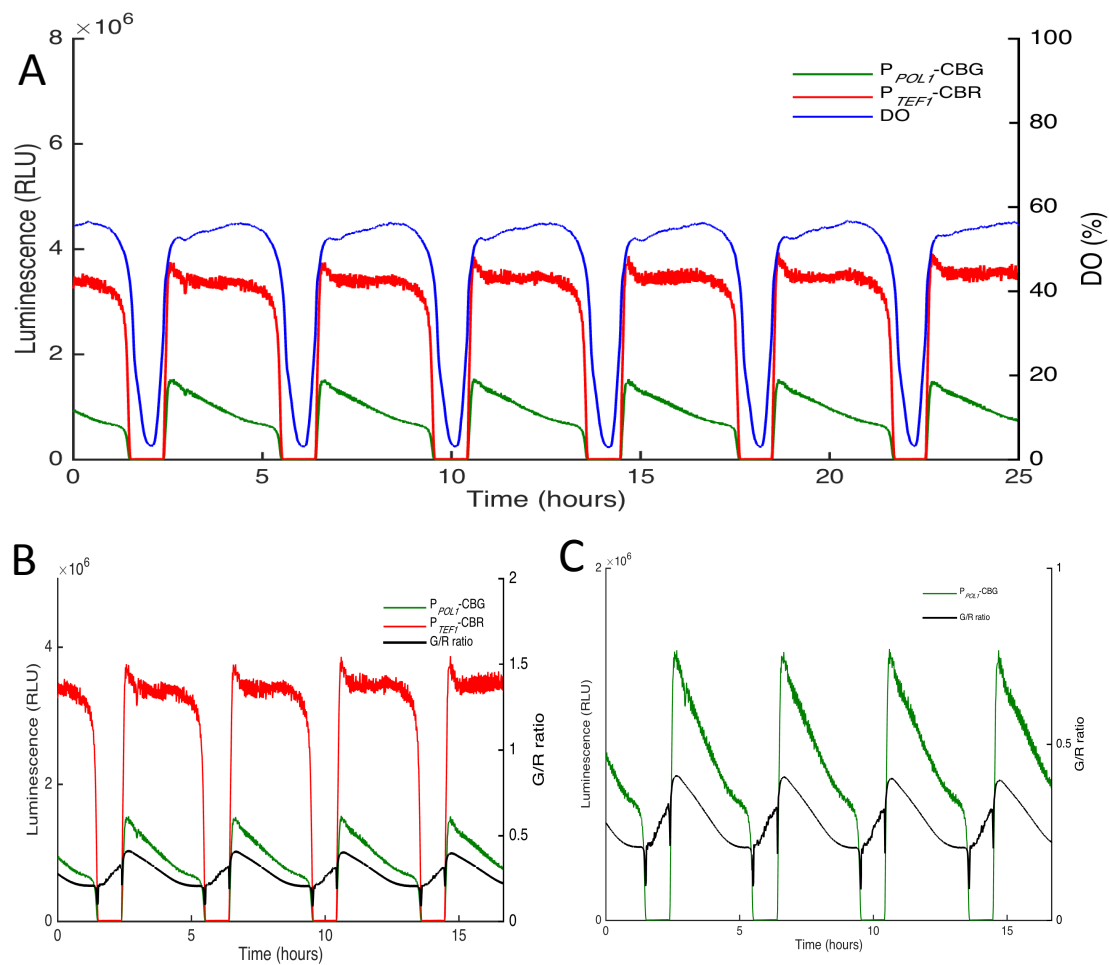 A
×10^6
8
6
4
2
0
Luminescence (RLU)
P_POL1-CBG
P_TEF1-CBR
DO
100
80
60
40
20
0
DO (%)
0 5 10 15 20 25
Time (hours)
B
×10^6
4
2
0
Luminescence (RLU)
P_POL1-CBG
P_TEF1-CBR
G/R ratio
2
1.5
1
0.5
0
G/R ratio
0 5 10 15
Time (hours)
C
×10^6
2
0
Luminescence (RLU)
P_POL1-CBG
G/R ratio
1
0.5
0
G/R ratio
0 5 10 15
Time (hours)